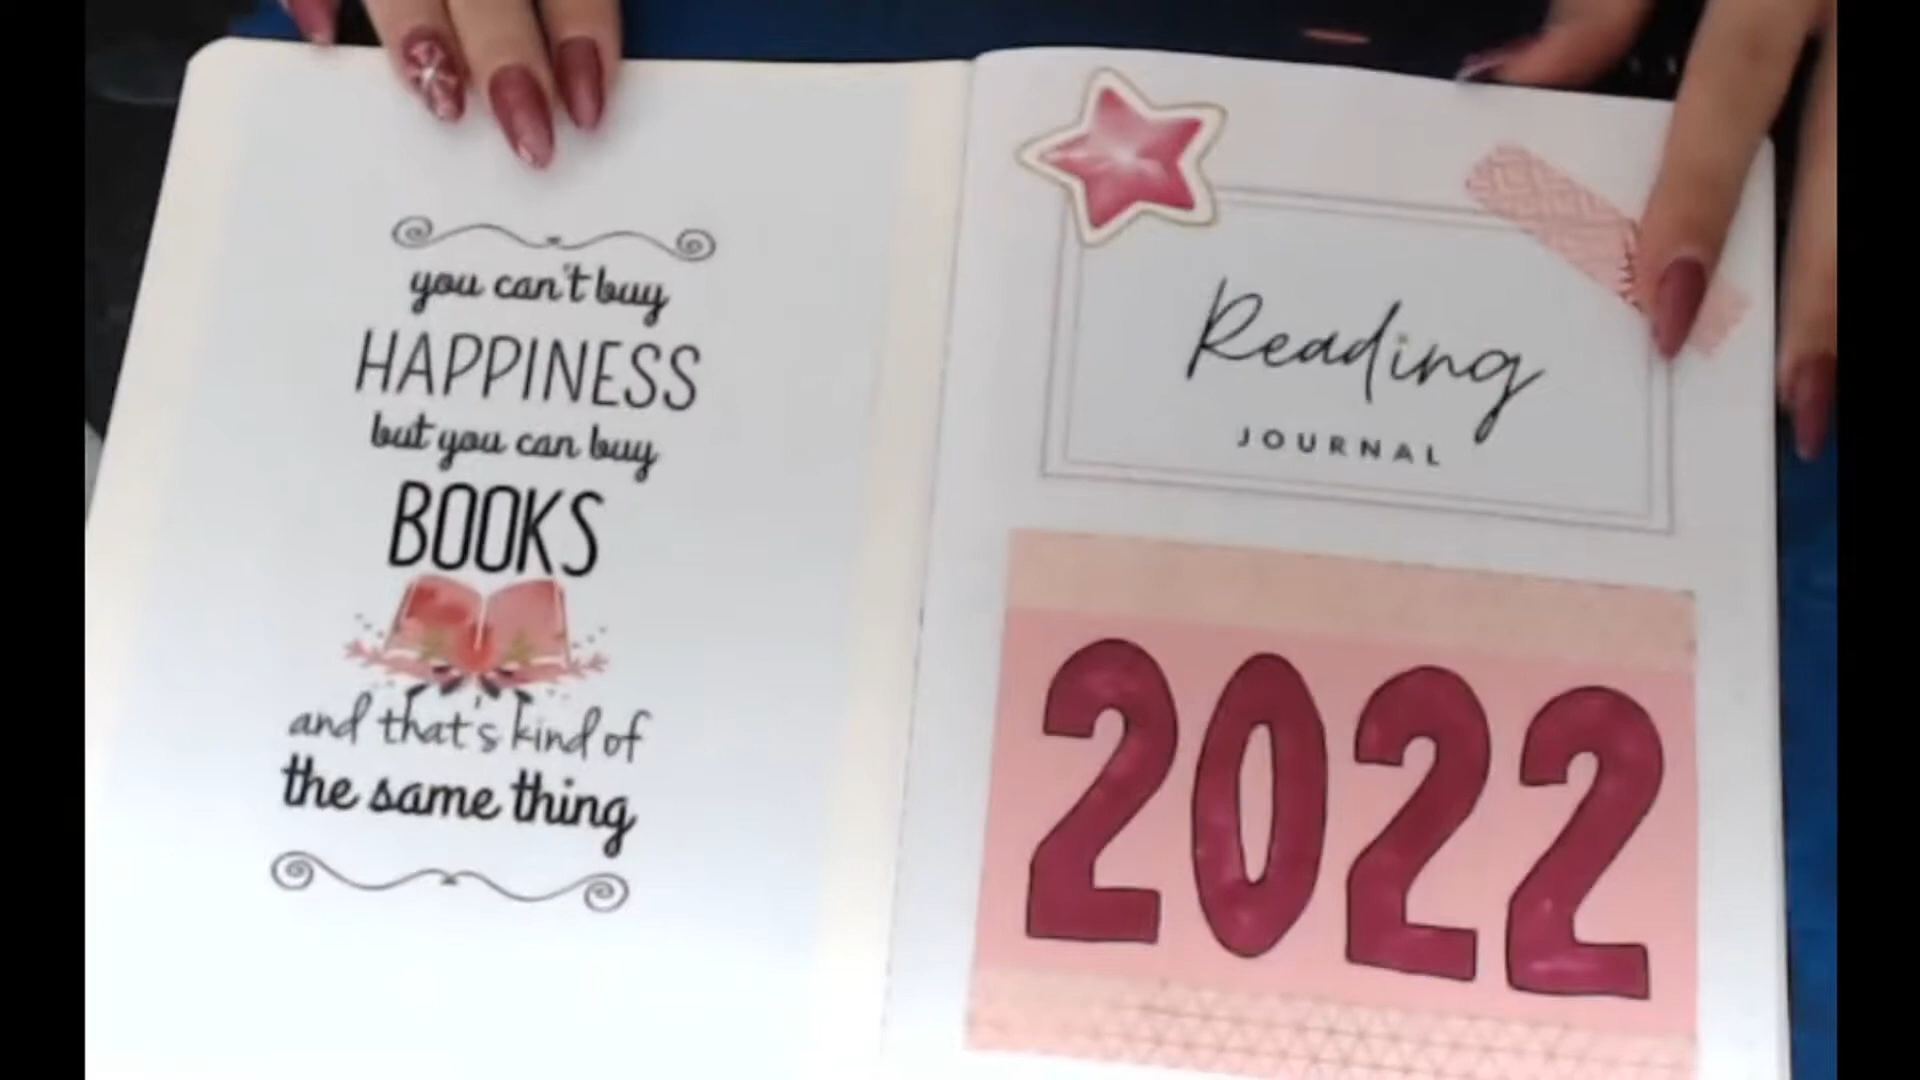 you can't buy
HAPPINESS
but you can buy
BOOKS
and that's kind of
the same thing
Reading
JOURNAL
2022